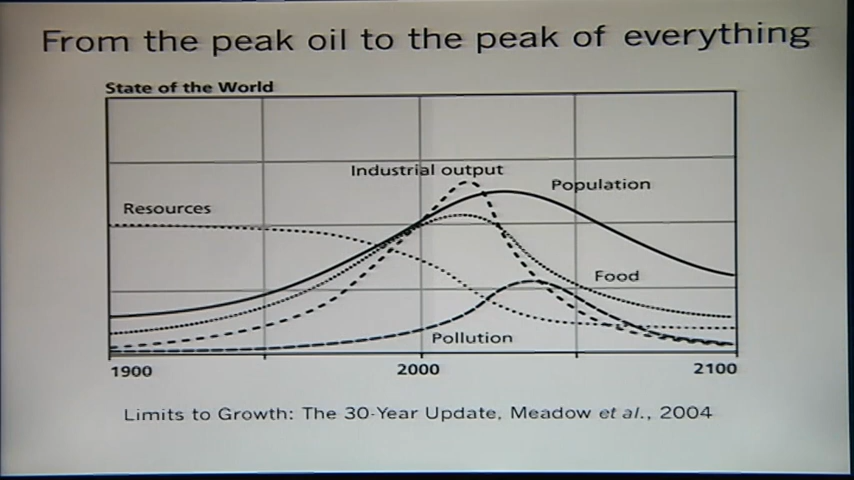 From the peak oil to the peak of everything
State of the World
Industrial output
Population
Resources
Food
Pollution
1900 2000 2100
Limits to Growth: The 30-Year Update, Meadow et al., 2004